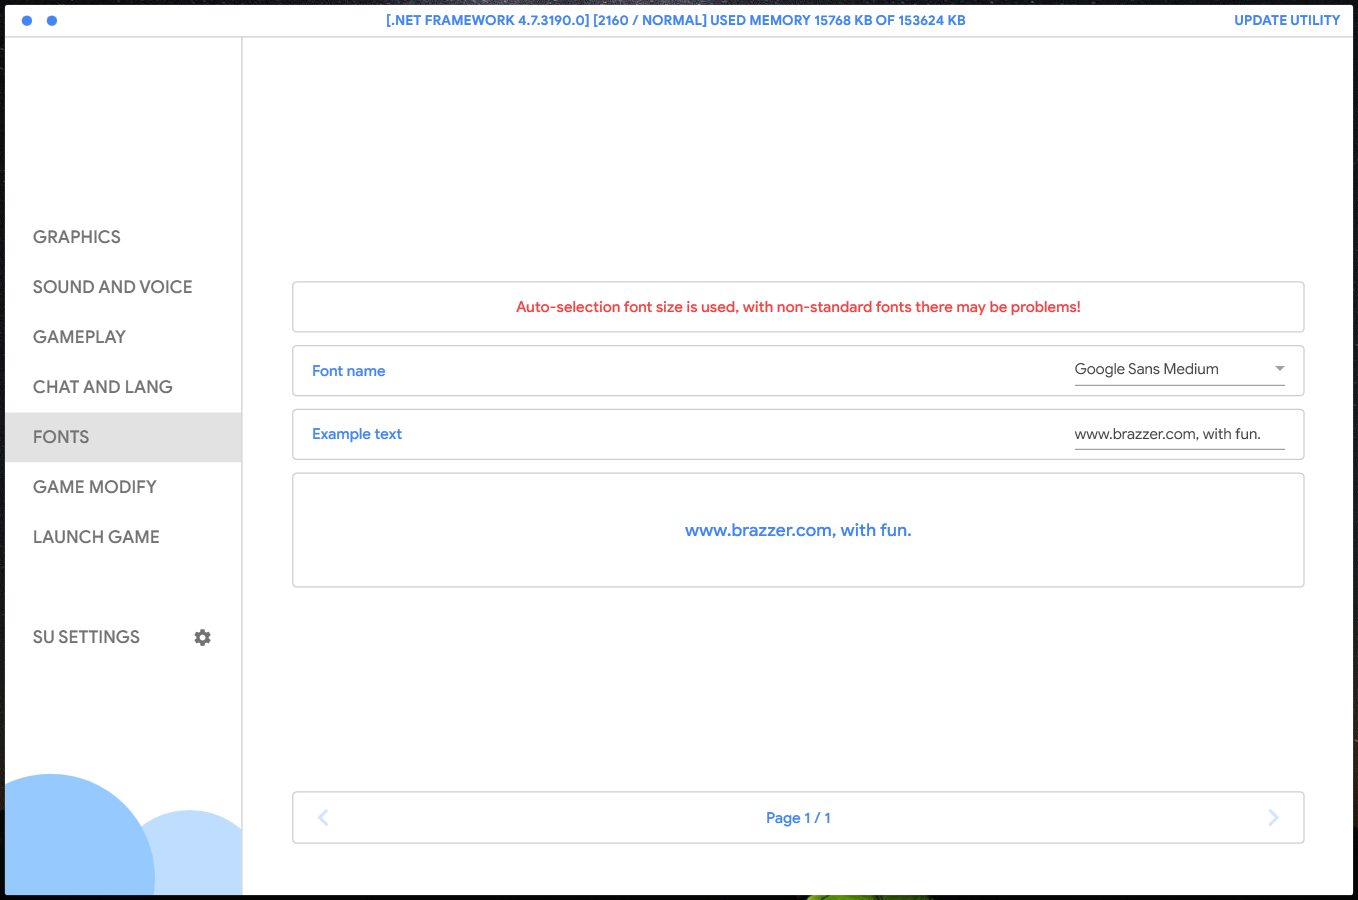 [.NET FRAMEWORK 4.7.3190.0] [2160 / NORMAL] USED MEMORY 15768 KB OF 153624 KB
UPDATE UTILITY
GRAPHICS
SOUND AND VOICE
GAMEPLAY
CHAT AND LANG
FONTS
GAME MODIFY
LAUNCH GAME
SU SETTINGS
Auto-selection font size is used, with non-standard fonts there may be problems!
Font name
Google Sans Medium
Example text
www.brazzer.com, with fun.
www.brazzer.com, with fun.
Page 1 / 1